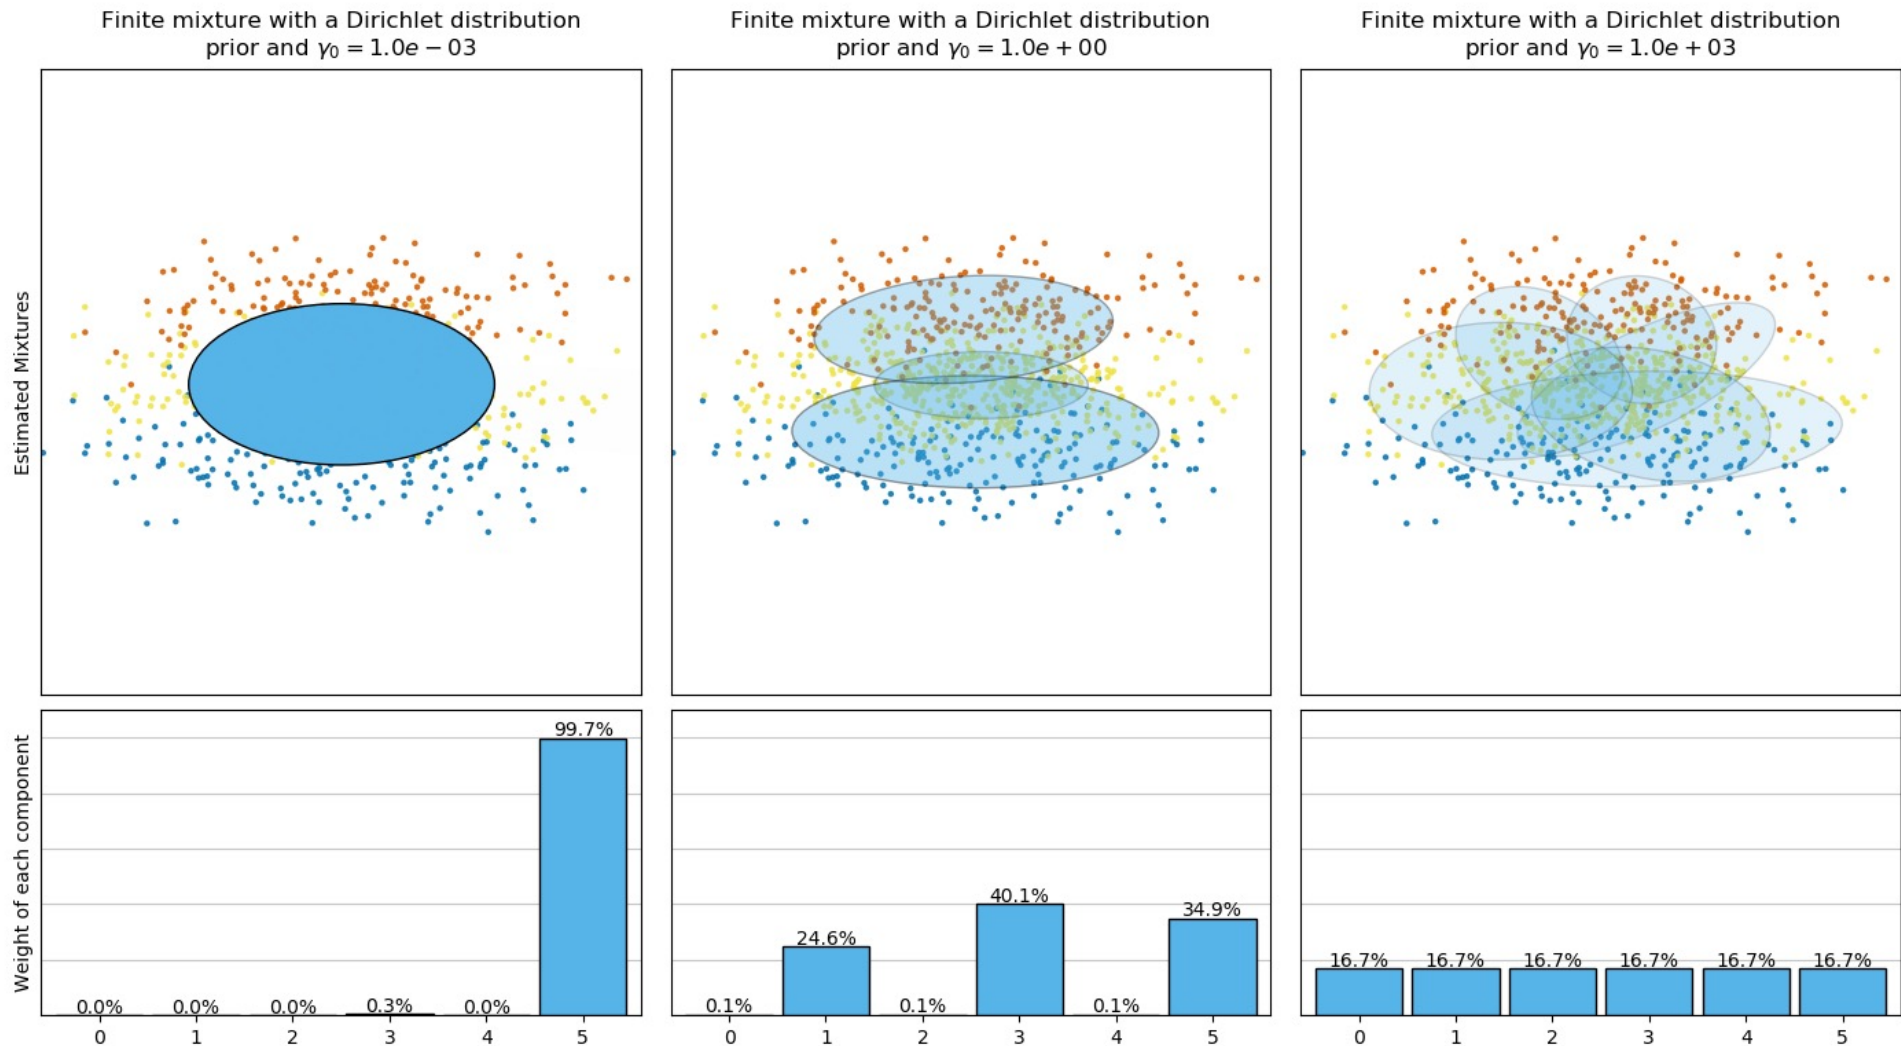 Finite mixture with a Dirichlet distribution
prior and γ₀ = 1.0e − 03
Finite mixture with a Dirichlet distribution
prior and γ₀ = 1.0e + 00
Finite mixture with a Dirichlet distribution
prior and γ₀ = 1.0e + 03
Estimated Mixtures
Weight of each component
0.0%
0.0%
0.0%
0.3%
0.0%
99.7%
0 1 2 3 4 5
0.1%
24.6%
0.1%
40.1%
0.1%
34.9%
0 1 2 3 4 5
16.7%
16.7%
16.7%
16.7%
16.7%
16.7%
0 1 2 3 4 5